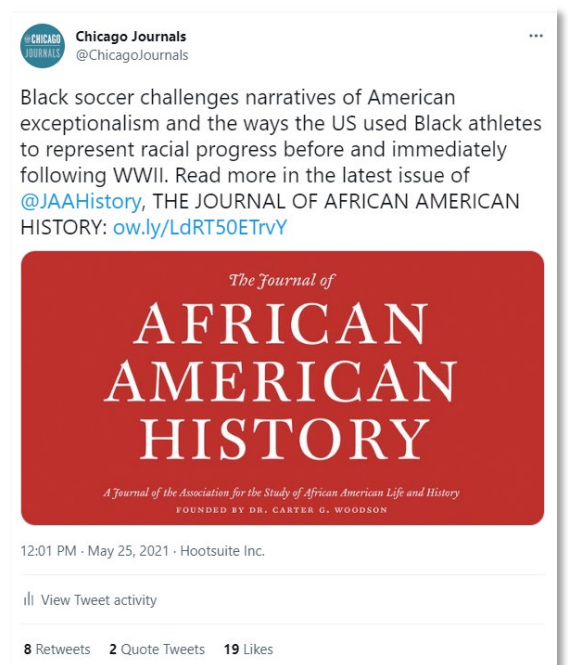 @CHICAGO
JOURNALS
Chicago Journals
@ChicagoJournals
Black soccer challenges narratives of American
exceptionalism and the ways the US used Black athletes
to represent racial progress before and immediately
following WWII. Read more in the latest issue of
@JAAHistory, THE JOURNAL OF AFRICAN AMERICAN
HISTORY: ow.ly/LdRT50ETrvY
The Journal of
AFRICAN
AMERICAN
HISTORY
A Journal of the Association for the Study of African American Life and History
FOUNDED BY DR. CARTER G. WOODSON
12:01 PM · May 25, 2021 · Hootsuite Inc.
View Tweet activity
8 Retweets 2 Quote Tweets 19 Likes